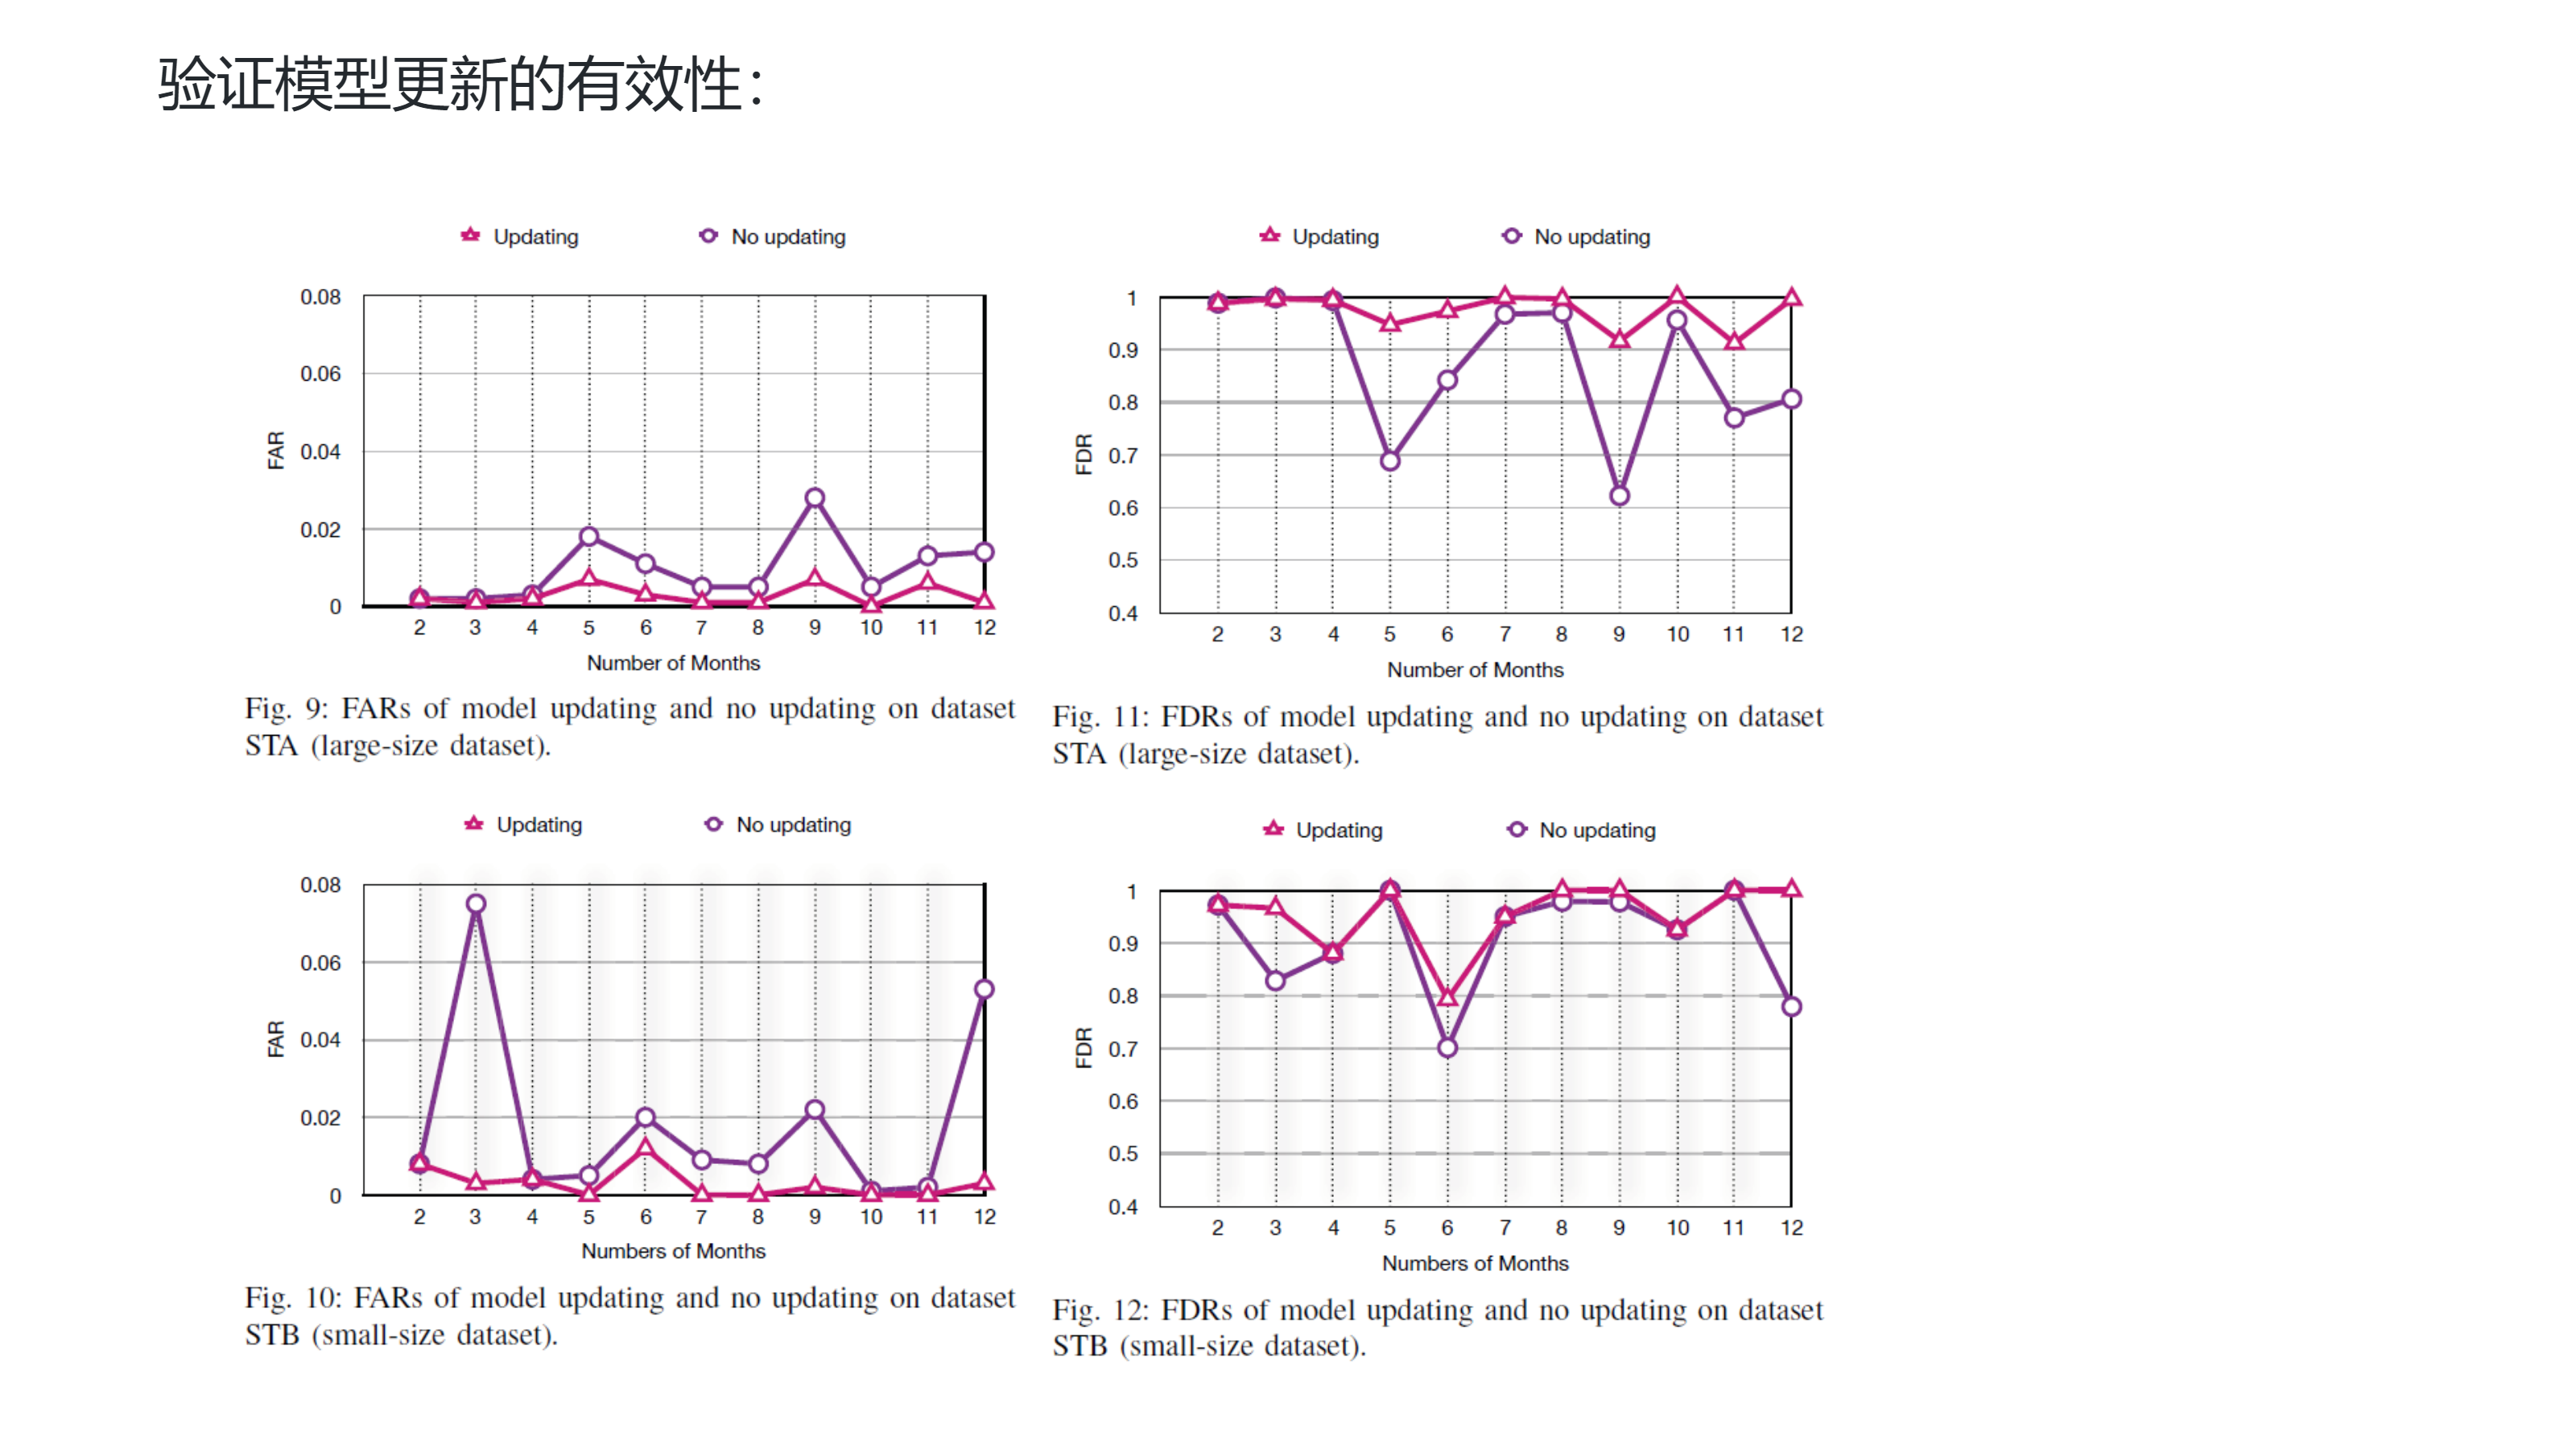 验证模型更新的有效性：
Updating No updating
0.08
0.06
0.04
0.02
0
FAR
2 3 4 5 6 7 8 9 10 11 12
Number of Months
Fig. 9: FARs of model updating and no updating on dataset
STA (large-size dataset).
Updating No updating
1
0.9
0.8
0.7
0.6
0.5
0.4
FDR
2 3 4 5 6 7 8 9 10 11 12
Number of Months
Fig. 11: FDRs of model updating and no updating on dataset
STA (large-size dataset).
Updating No updating
0.08
0.06
0.04
0.02
0
FAR
2 3 4 5 6 7 8 9 10 11 12
Numbers of Months
Fig. 10: FARs of model updating and no updating on dataset
STB (small-size dataset).
Updating No updating
1
0.9
0.8
0.7
0.6
0.5
0.4
FDR
2 3 4 5 6 7 8 9 10 11 12
Numbers of Months
Fig. 12: FDRs of model updating and no updating on dataset
STB (small-size dataset).